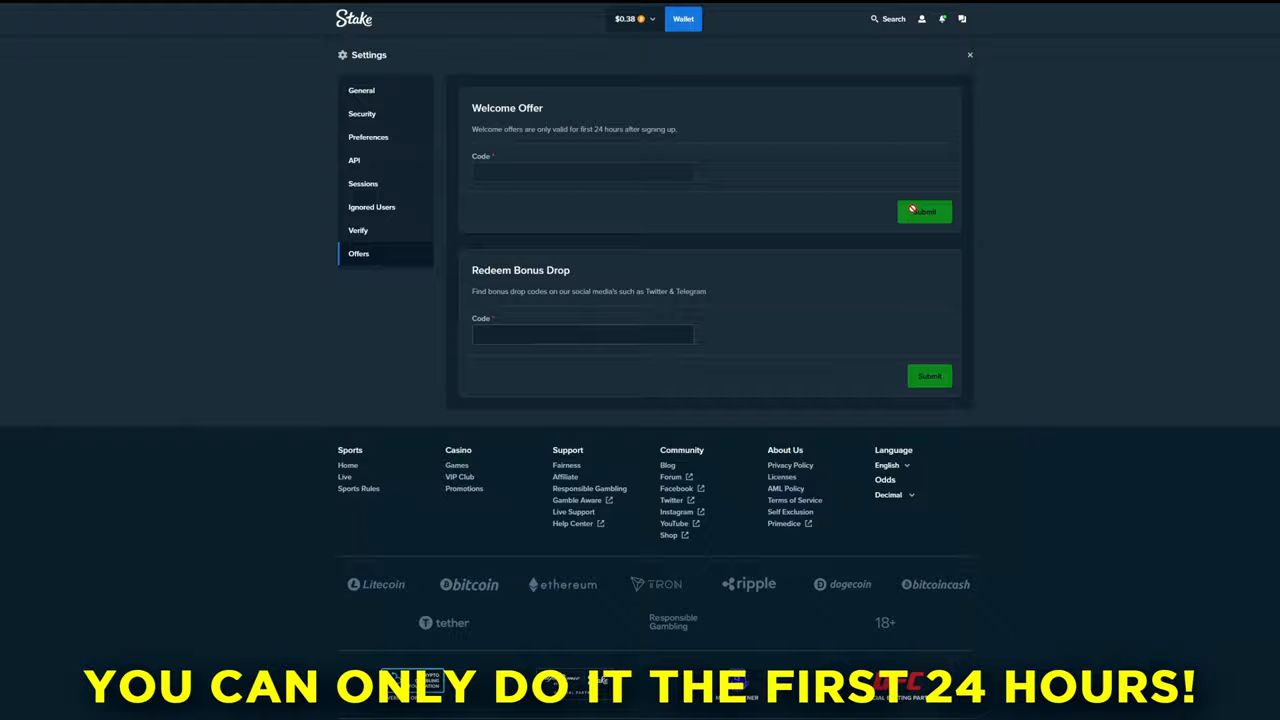 Stake
$0.38
Wallet
Search
Settings
General
Security
Preferences
API
Sessions
Ignored Users
Verify
Offers
Welcome Offer
Welcome offers are only valid for first 24 hours after signing up.
Code *
Submit
Redeem Bonus Drop
Find bonus drop codes on our social media's such as Twitter & Telegram
Code *
Submit
Sports
Home
Live
Sports Rules
Casino
Games
VIP Club
Promotions
Support
Fairness
Affiliate
Responsible Gambling
Gamble Aware
Live Support
Help Center
Community
Blog
Forum
Facebook
Twitter
Instagram
YouTube
Shop
About Us
Privacy Policy
Licenses
AML Policy
Terms of Service
Self Exclusion
Primedice
Language
English
Odds
Decimal
Litecoin
bitcoin
ethereum
TRON
ripple
dogecoin
bitcoincash
tether
Responsible
Gambling
18+
YOU CAN ONLY DO IT THE FIRST 24 HOURS!